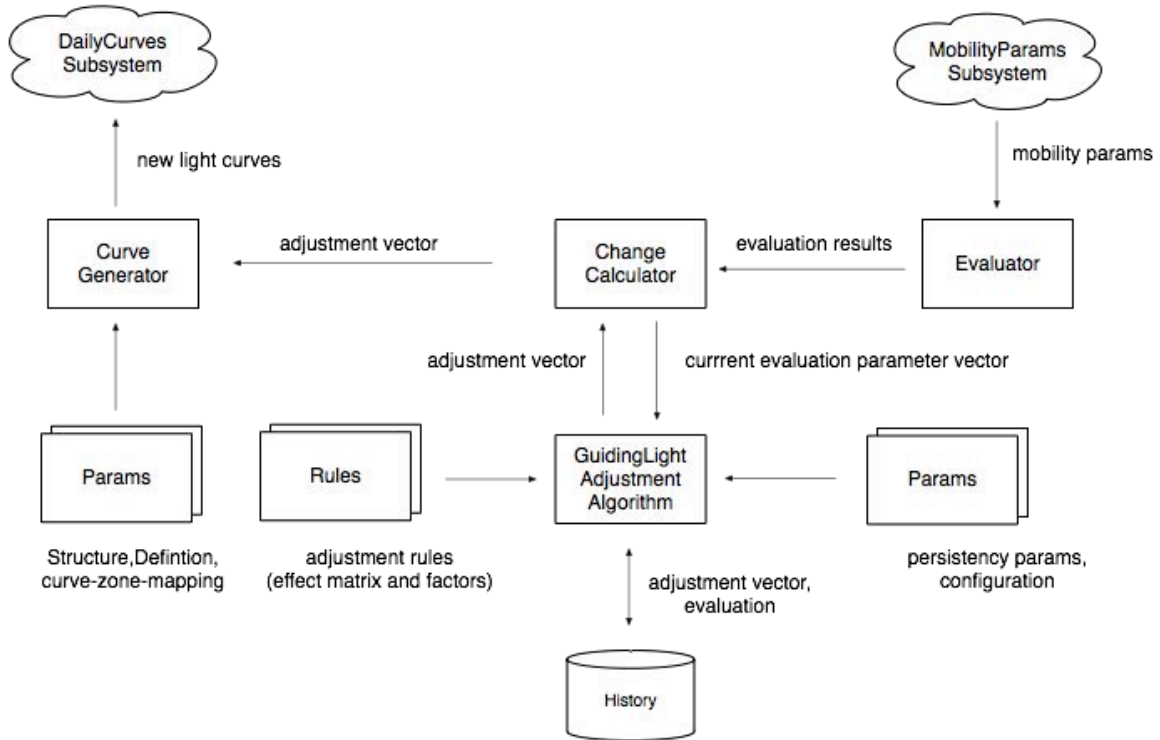 DailyCurves
Subsystem
MobilityParams
Subsystem
new light curves
mobility params
Curve
Generator
adjustment vector
Change
Calculator
evaluation results
Evaluator
adjustment vector
currrent evaluation parameter vector
Params
Rules
GuidingLight
Adjustment
Algorithm
Params
Structure,Defintion,
curve-zone-mapping
adjustment rules
(effect matrix and factors)
adjustment vector,
evaluation
persistency params,
configuration
History